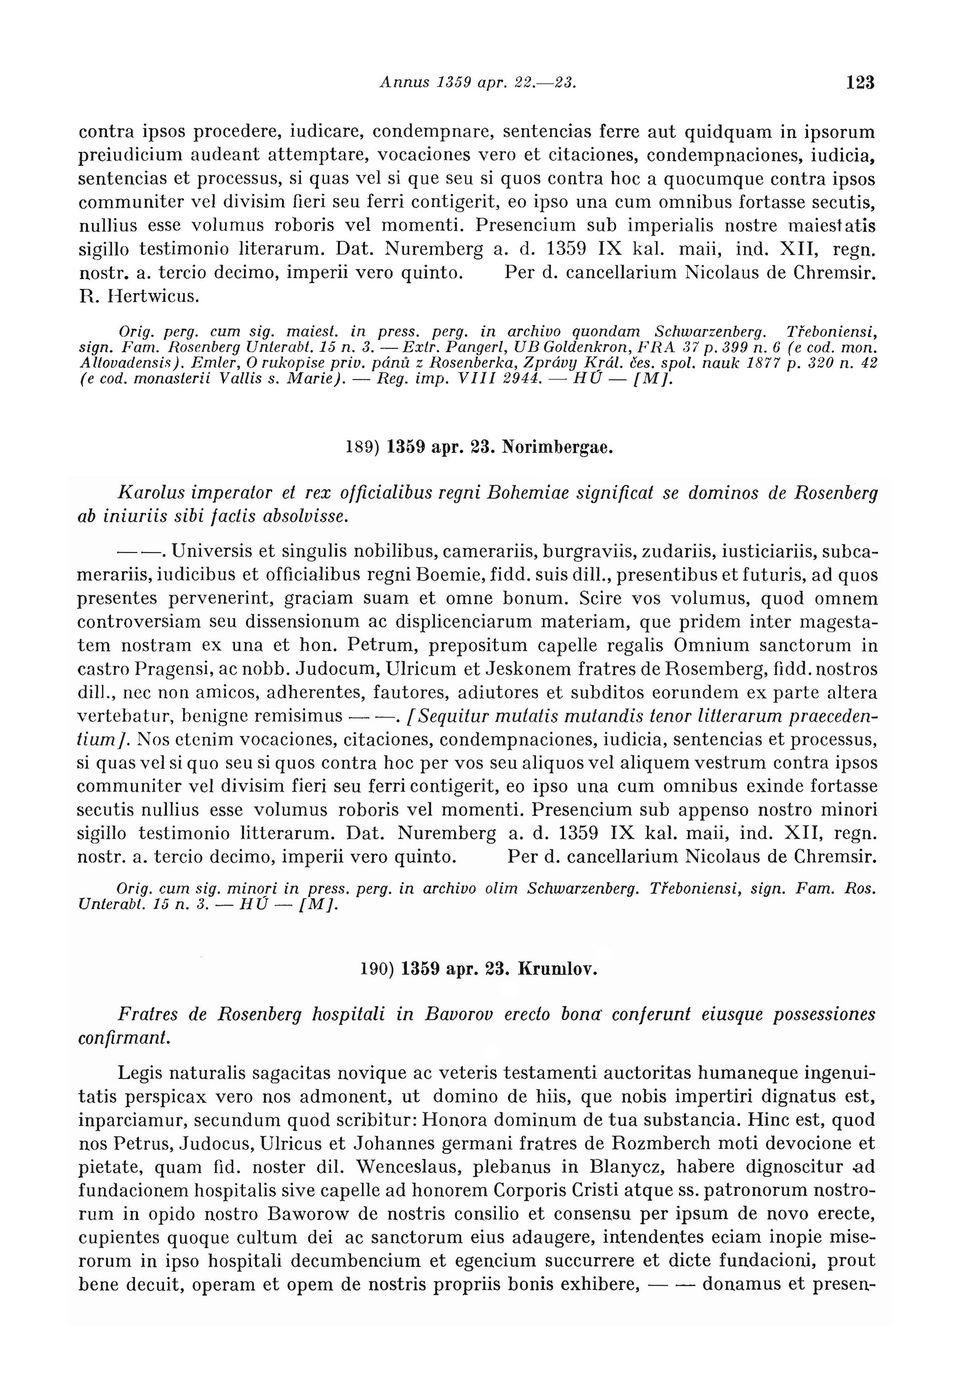 Annus 1359 apr. 22.—23. 123
contra ipsos procedere, iudicare, condempnare, sentencias ferre aut quidquam in ipsorum
preiudicium audeant attemptare, vocaciones vero et citaciones, condempnaciones, iudicia,
sentencias et processus, si quas vel si que seu si quos contra hoc a quocumque contra ipsos
communiter vel divisim fieri seu ferri contigerit, eo ipso una cum omnibus fortasse secutis,
nullius esse volumus roboris vel momenti. Presencium sub imperialis nostre maiestatis
sigillo testimonio literarum. Dat. Nuremberg a. d. 1359 IX kal. maii, ind. XII, regn.
nostr. a. tercio decimo, imperii vero quinto. Per d. cancellarium Nicolaus de Chremsir.
R. Hertwicus.
Orig. perg. cum sig. maiest. in press. perg. in archivo quondam Schwarzenberg. Třeboniensi,
sign. Fam. Rosenberg Unterabt. 15 n. 3. — Extr. Pangerl, UB Goldenkron, FRA 37 p. 399 n. 6 (e cod. mon.
Altovadensis). Emler, O rukopise priv. pánů z Rosenberka, Zprávy Král. čes. spol. nauk 1877 p. 320 n. 42
(e cod. monasterii Vallis s. Marie). — Reg. imp. VIII 2944. — HÚ — [M].
189) 1359 apr. 23. Norimbergae.
Karolus imperator et rex officialibus regni Bohemiae significat se dominos de Rosenberg
ab iniuriis sibi factis absolvisse.
— —. Universis et singulis nobilibus, camerariis, burgraviis, zudariis, iusticiariis, subca-
merariis, iudicibus et officialibus regni Boemie, fidd. suis dill., presentibus et futuris, ad quos
presentes pervenerint, graciam suam et omne bonum. Scire vos volumus, quod omnem
controversiam seu dissensionum ac displicenciarum materiam, que pridem inter magesta-
tem nostram ex una et hon. Petrum, prepositum capelle regalis Omnium sanctorum in
castro Pragensi, ac nobb. Judocum, Ulricum et Jeskonem fratres de Rosemberg, fidd. nostros
dill., nec non amicos, adherentes, fautores, adiutores et subditos eorundem ex parte altera
vertebatur, benigne remisimus — —. [Sequitur mutatis mutandis tenor litterarum praeceden-
tium]. Nos etenim vocaciones, citaciones, condempnaciones, iudicia, sentencias et processus,
si quas vel si quo seu si quos contra hoc per vos seu aliquos vel aliquem vestrum contra ipsos
communiter vel divisim fieri seu ferri contigerit, eo ipso una cum omnibus exinde fortasse
secutis nullius esse volumus roboris vel momenti. Presencium sub appenso nostro minori
sigillo testimonio litterarum. Dat. Nuremberg a. d. 1359 IX kal. maii, ind. XII, regn.
nostr. a. tercio decimo, imperii vero quinto. Per d. cancellarium Nicolaus de Chremsir.
Orig. cum sig. minori in press. perg. in archivo olim Schwarzenberg. Třeboniensi, sign. Fam. Ros.
Unterabt. 15 n. 3. — HÚ — [M].
190) 1359 apr. 23. Krumlov.
Fratres de Rosenberg hospitali in Bavorov erecto bona conferunt eiusque possessiones
confirmant.
Legis naturalis sagacitas novique ac veteris testamenti auctoritas humaneque ingenui-
tatis perspicax vero nos admonent, ut domino de hiis, que nobis impertiri dignatus est,
inparciamur, secundum quod scribitur: Honora dominum de tua substancia. Hinc est, quod
nos Petrus, Judocus, Ulricus et Johannes germani fratres de Rozmberch moti devocione et
pietate, quam fid. noster dil. Wenceslaus, plebanus in Blanycz, habere dignoscitur ad
fundacionem hospitalis sive capelle ad honorem Corporis Cristi atque ss. patronorum nostro-
rum in opido nostro Baworow de nostris consilio et consensu per ipsum de novo erecte,
cupientes quoque cultum dei ac sanctorum eius adaugere, intendentes eciam inopie mise-
rorum in ipso hospitali decumbencium et egencium succurrere et dicte fundacioni, prout
bene decuit, operam et opem de nostris propriis bonis exhibere, — — donamus et presen-